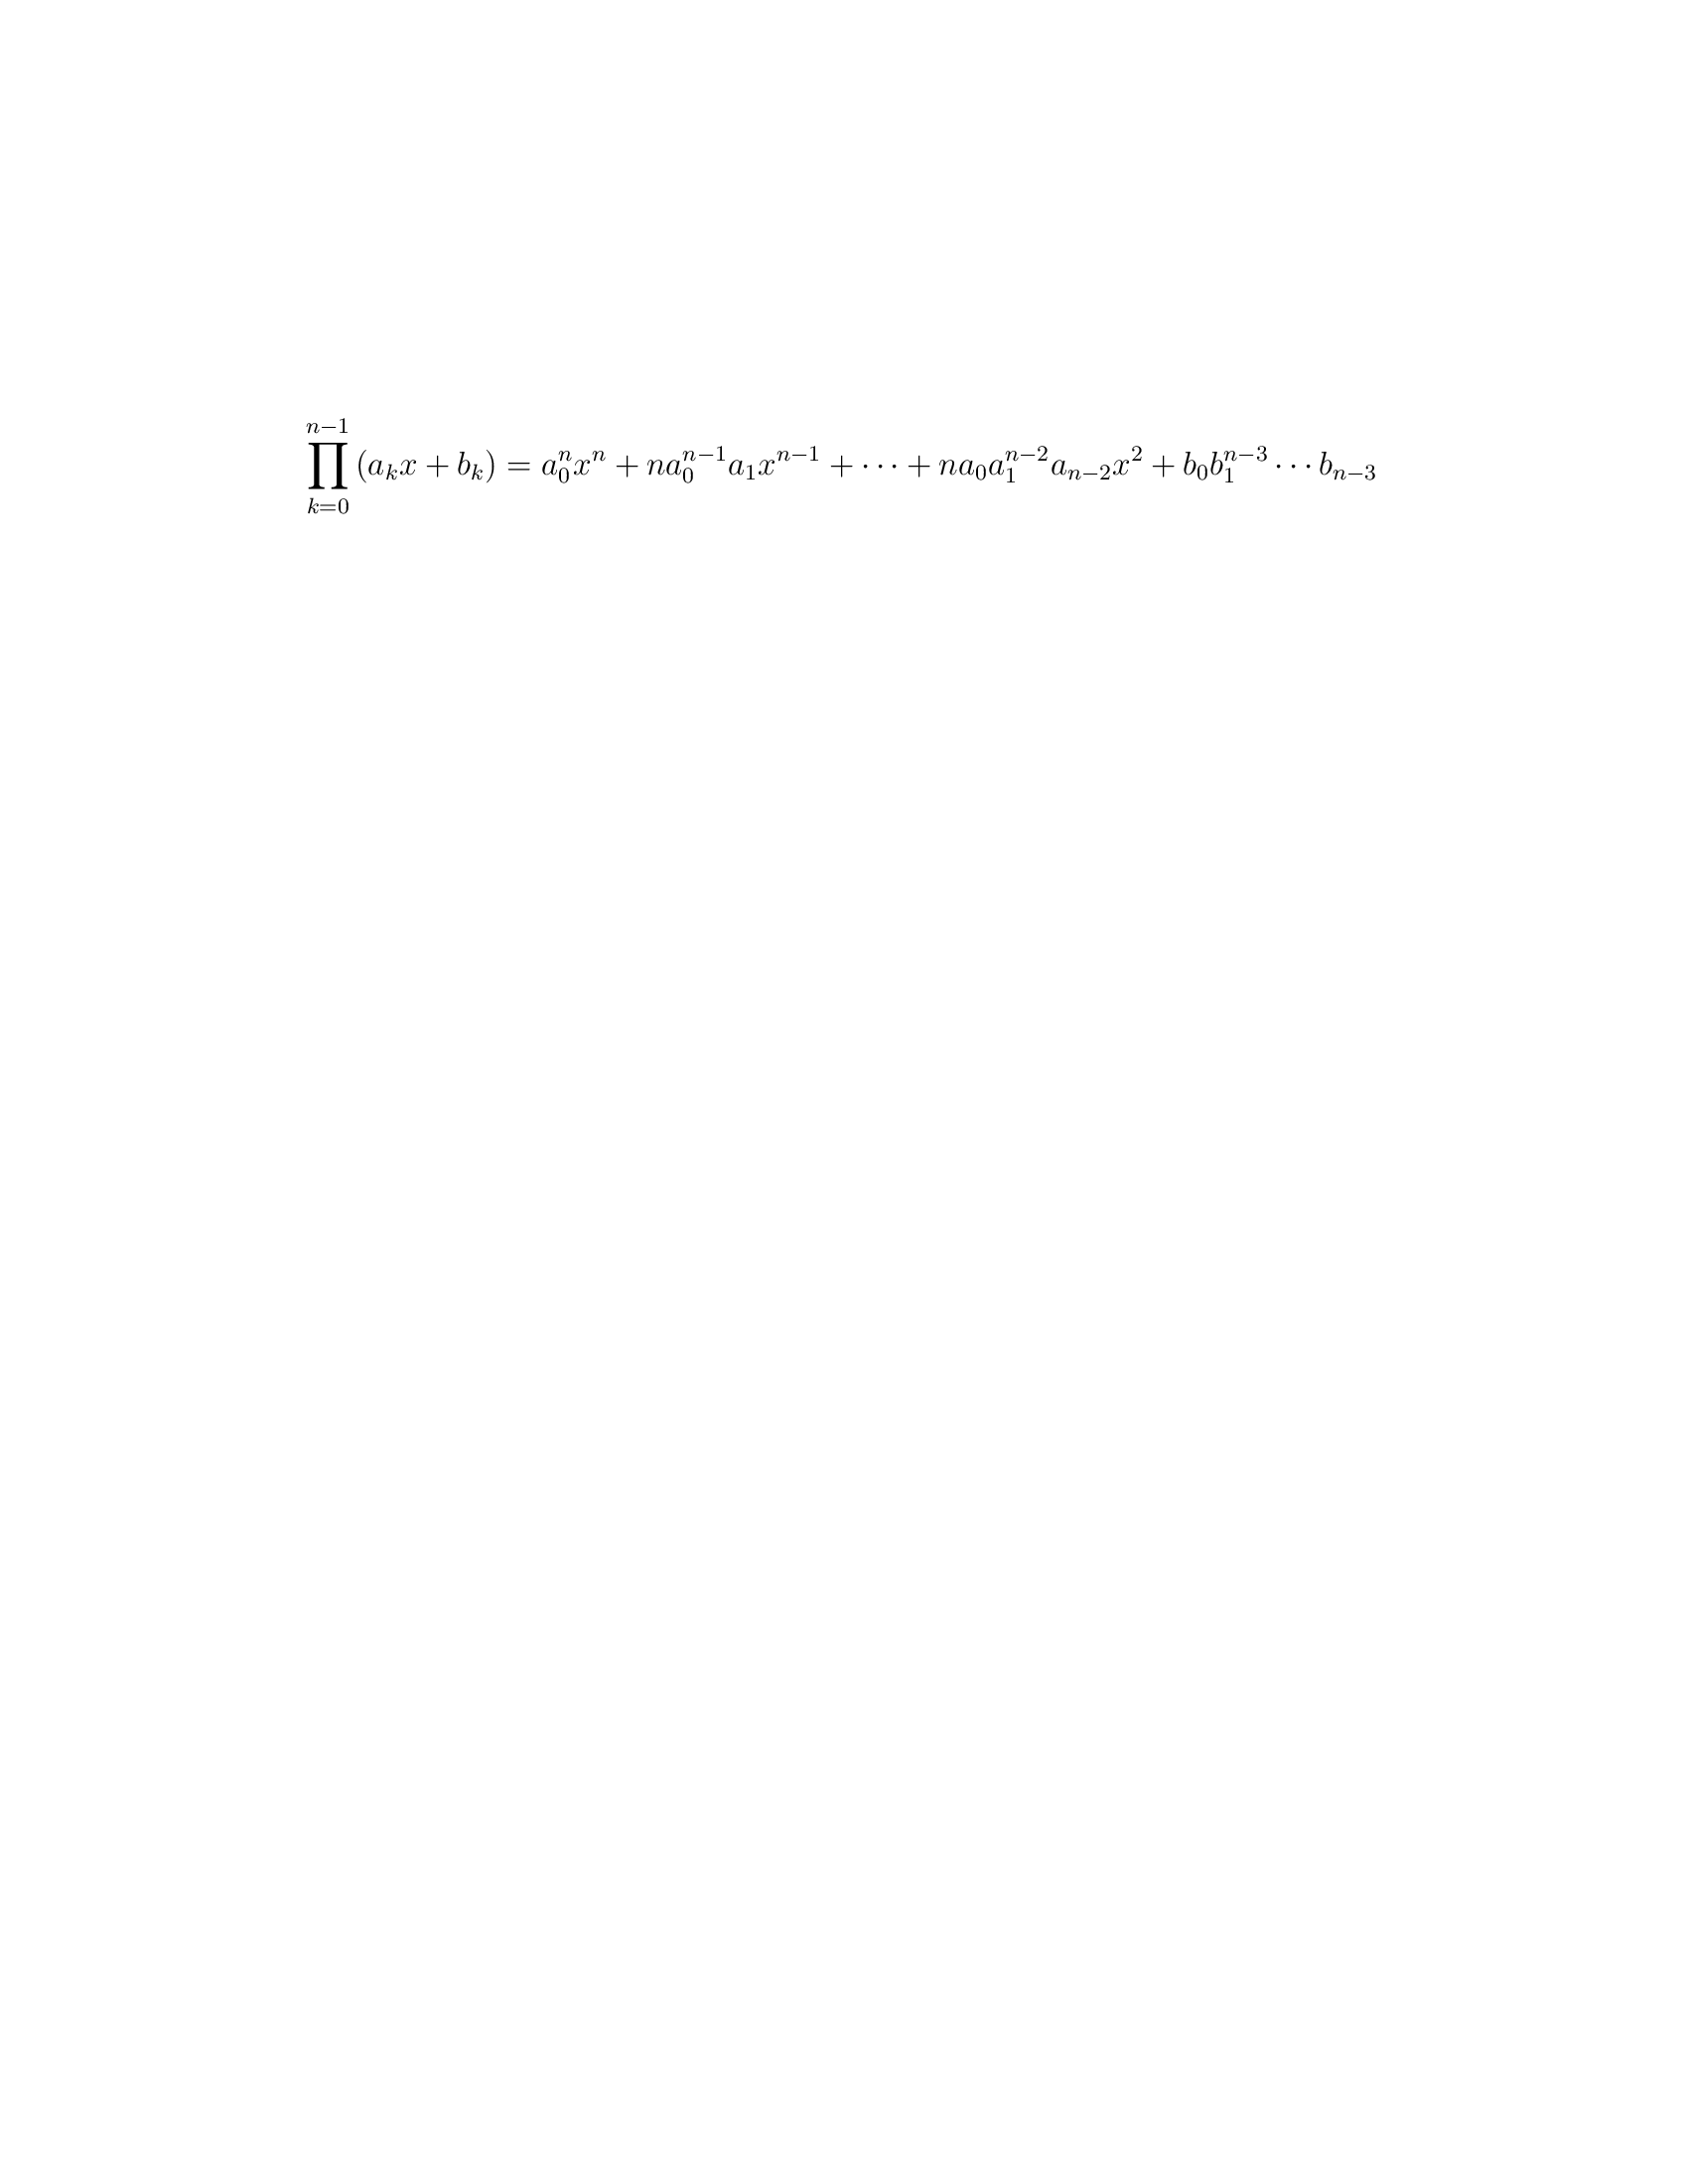 \prod_{k=0}^{n-1} (a_k x + b_k) = a_0^n x^n + n a_0^{n-1} a_1 x^{n-1} + \cdots + n a_0 a_1^{n-2} a_{n-2} x^2 + b_0 b_1^{n-3} \cdots b_{n-3}